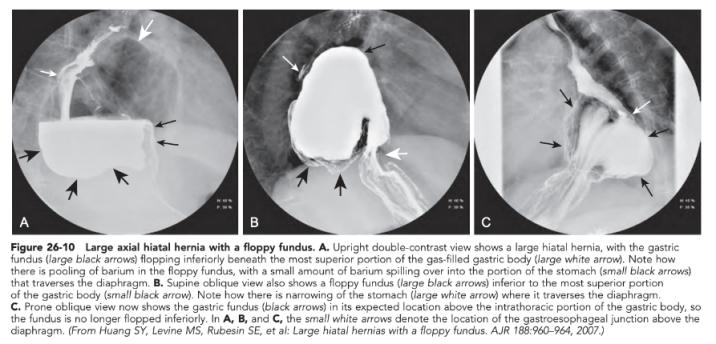 A
B
C
Figure 26-10 Large axial hiatal hernia with a floppy fundus. A. Upright double-contrast view shows a large hiatal hernia, with the gastric
fundus (large black arrows) flopping inferiorly beneath the most superior portion of the gas-filled gastric body (large white arrow). Note how
there is pooling of barium in the floppy fundus, with a small amount of barium spilling over into the portion of the stomach (small black arrows)
that traverses the diaphragm. B. Supine oblique view also shows a floppy fundus (large black arrows) inferior to the most superior portion
of the gastric body (small black arrow). Note how there is narrowing of the stomach (large white arrow) where it traverses the diaphragm.
C. Prone oblique view now shows the gastric fundus (black arrows) in its expected location above the intrathoracic portion of the gastric body, so
the fundus is no longer flopped inferiorly. In A, B, and C, the small white arrows denote the location of the gastroesophageal junction above the
diaphragm. (From Huang SY, Levine MS, Rubesin SE, et al: Large hiatal hernias with a floppy fundus. AJR 188:960–964, 2007.)